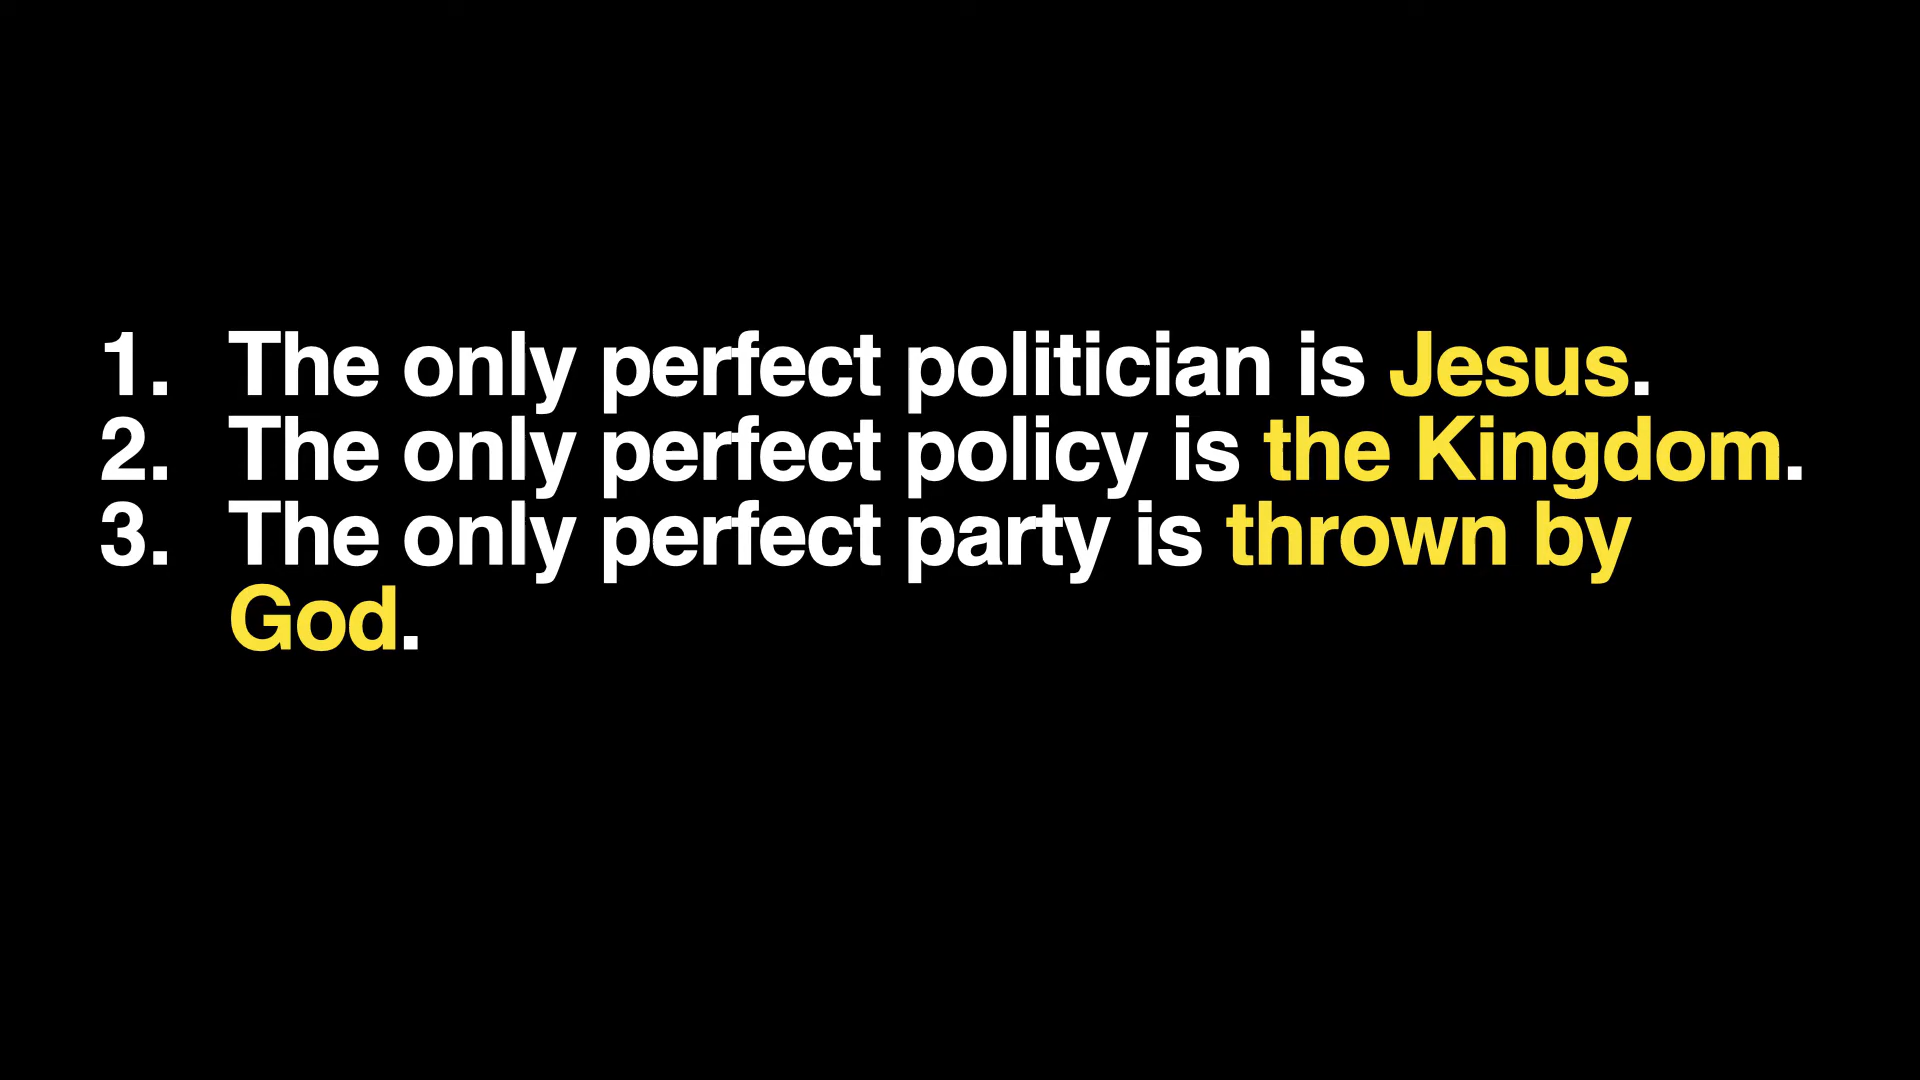 1. The only perfect politician is Jesus.
2. The only perfect policy is the Kingdom.
3. The only perfect party is thrown by
God.